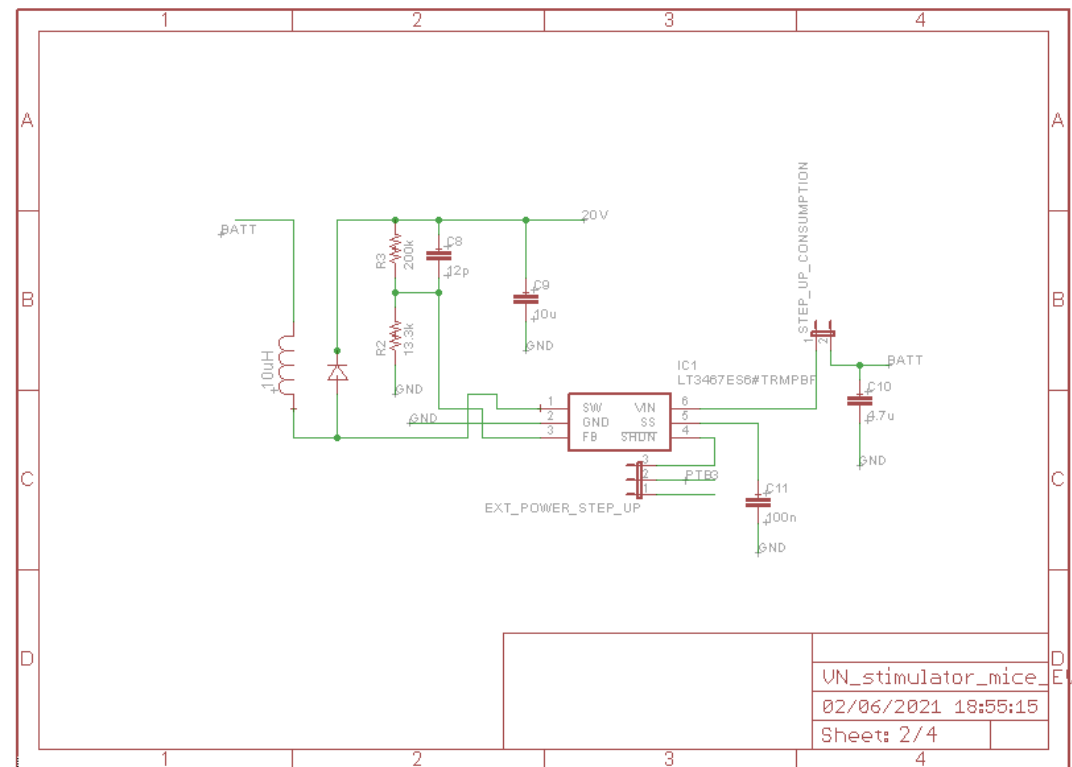 1 2 3 4
A A
STEP_UP_CONSUMPTION
BATT
20V
C8
R3
200k
12p
B B
C9
10u
1
2
R2
13.3k
GND
10uH
IC1
LT3467ES6#TRMPBF
BATT
GND
C10
4.7u
GND
1 SW VIN 6
2 GND SS 5
3 FB SHDN 4
GND
3
2 PTB3
1
C C
C11
EXT_POWER_STEP_UP
100n
GND
D D
VN_stimulator_mice_
02/06/2021 18:55:15
Sheet: 2/4
1 2 3 4